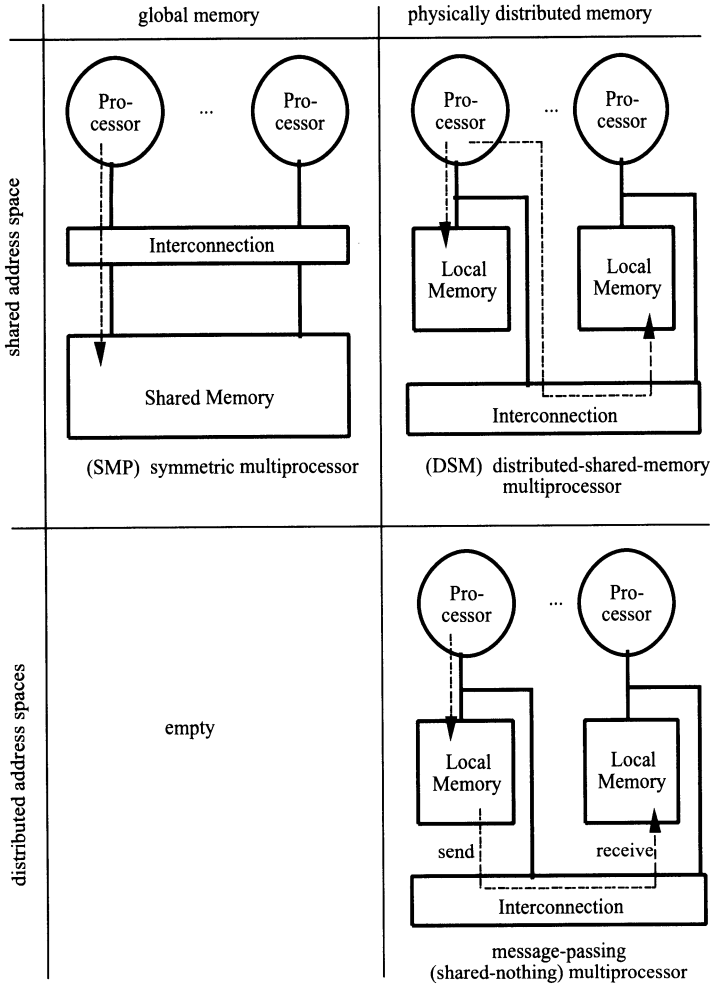 global memory
physically distributed memory
shared address space
Pro-
cessor
...
Pro-
cessor
Interconnection
Shared Memory
(SMP) symmetric multiprocessor
Pro-
cessor
...
Pro-
cessor
Local
Memory
Local
Memory
Interconnection
(DSM) distributed-shared-memory
multiprocessor
distributed address spaces
empty
Pro-
cessor
...
Pro-
cessor
Local
Memory
Local
Memory
send
receive
Interconnection
message-passing
(shared-nothing) multiprocessor